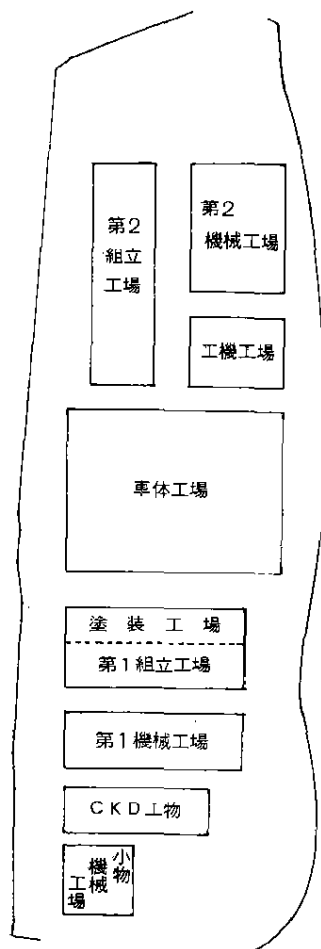 第2
組立
工場
第2
機械工場
工機工場
車体工場
塗装工場
第1組立工場
第1機械工場
CKD工物
小物
機械
工場